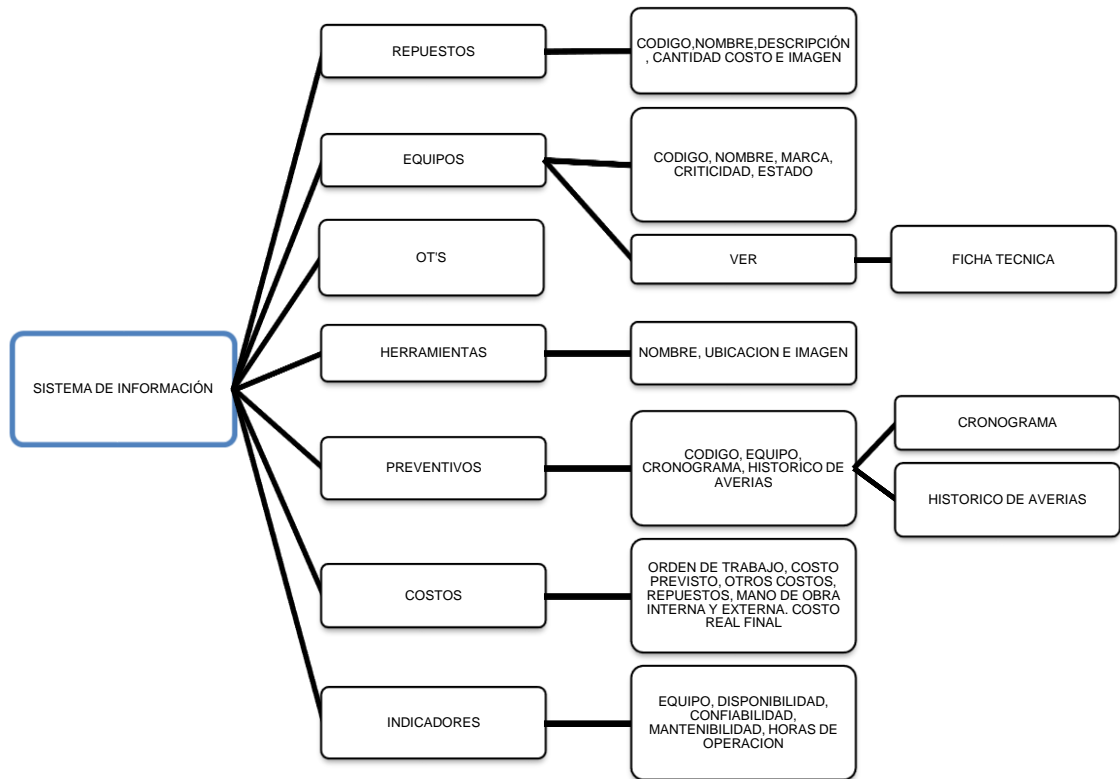 SISTEMA DE INFORMACIÓN
REPUESTOS
CODIGO,NOMBRE,DESCRIPCIÓN
, CANTIDAD COSTO E IMAGEN
EQUIPOS
CODIGO, NOMBRE, MARCA,
CRITICIDAD, ESTADO
VER
FICHA TECNICA
OT'S
HERRAMIENTAS
NOMBRE, UBICACION E IMAGEN
PREVENTIVOS
CODIGO, EQUIPO,
CRONOGRAMA, HISTORICO DE
AVERIAS
CRONOGRAMA
HISTORICO DE AVERIAS
COSTOS
ORDEN DE TRABAJO, COSTO
PREVISTO, OTROS COSTOS,
REPUESTOS, MANO DE OBRA
INTERNA Y EXTERNA. COSTO
REAL FINAL
INDICADORES
EQUIPO, DISPONIBILIDAD,
CONFIABILIDAD,
MANTENIBILIDAD, HORAS DE
OPERACION